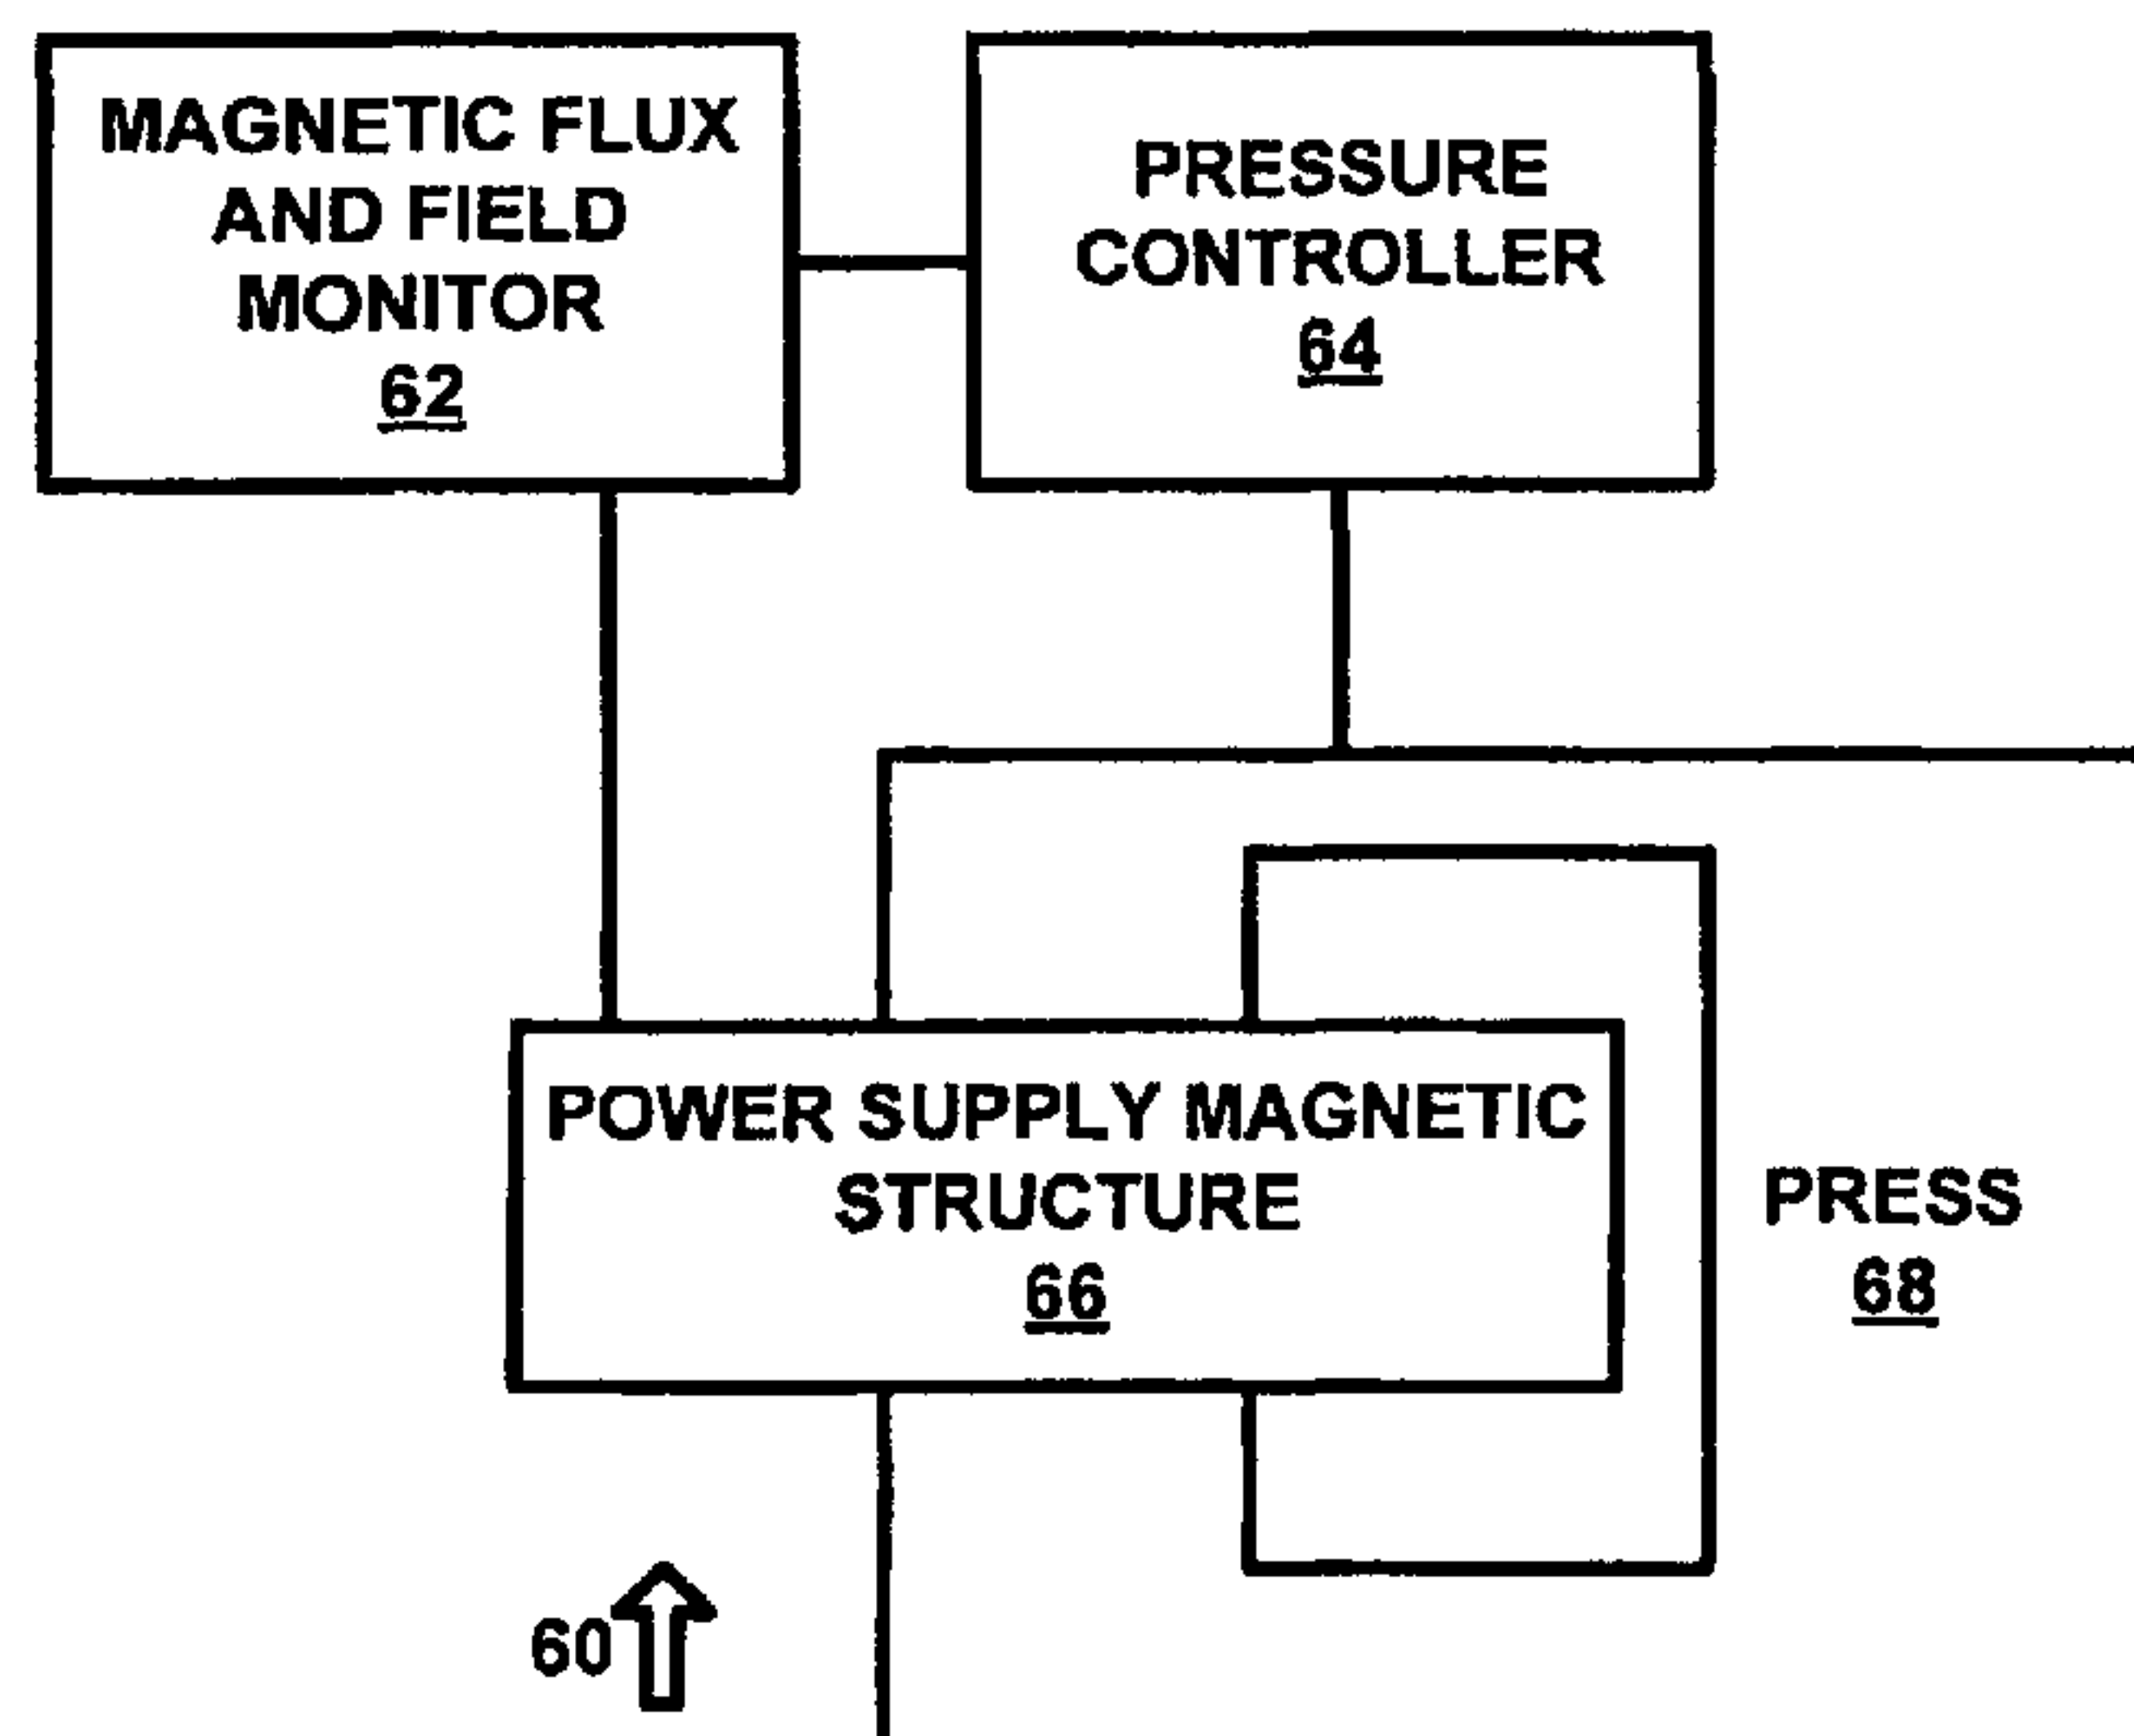 MAGNETIC FLUX
AND FIELD
MONITOR
62
PRESSURE
CONTROLLER
64
POWER SUPPLY MAGNETIC
STRUCTURE
66
PRESS
68
60